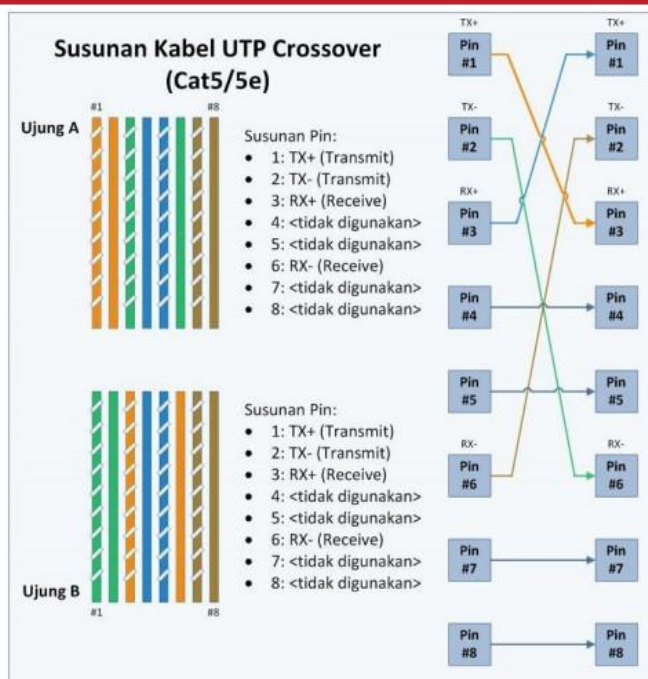 Susunan Kabel UTP Crossover
(Cat5/5e)
#1
#8
Ujung A
Susunan Pin:
• 1: TX+ (Transmit)
• 2: TX- (Transmit)
• 3: RX+ (Receive)
• 4: <tidak digunakan>
• 5: <tidak digunakan>
• 6: RX- (Receive)
• 7: <tidak digunakan>
• 8: <tidak digunakan>
Susunan Pin:
• 1: TX+ (Transmit)
• 2: TX- (Transmit)
• 3: RX+ (Receive)
• 4: <tidak digunakan>
• 5: <tidak digunakan>
• 6: RX- (Receive)
• 7: <tidak digunakan>
• 8: <tidak digunakan>
Ujung B
#1
#8
TX+
TX+
Pin
#1
Pin
#1
TX-
TX-
Pin
#2
Pin
#2
RX+
RX+
Pin
#3
Pin
#3
Pin
#4
Pin
#4
Pin
#5
Pin
#5
RX-
RX-
Pin
#6
Pin
#6
Pin
#7
Pin
#7
Pin
#8
Pin
#8